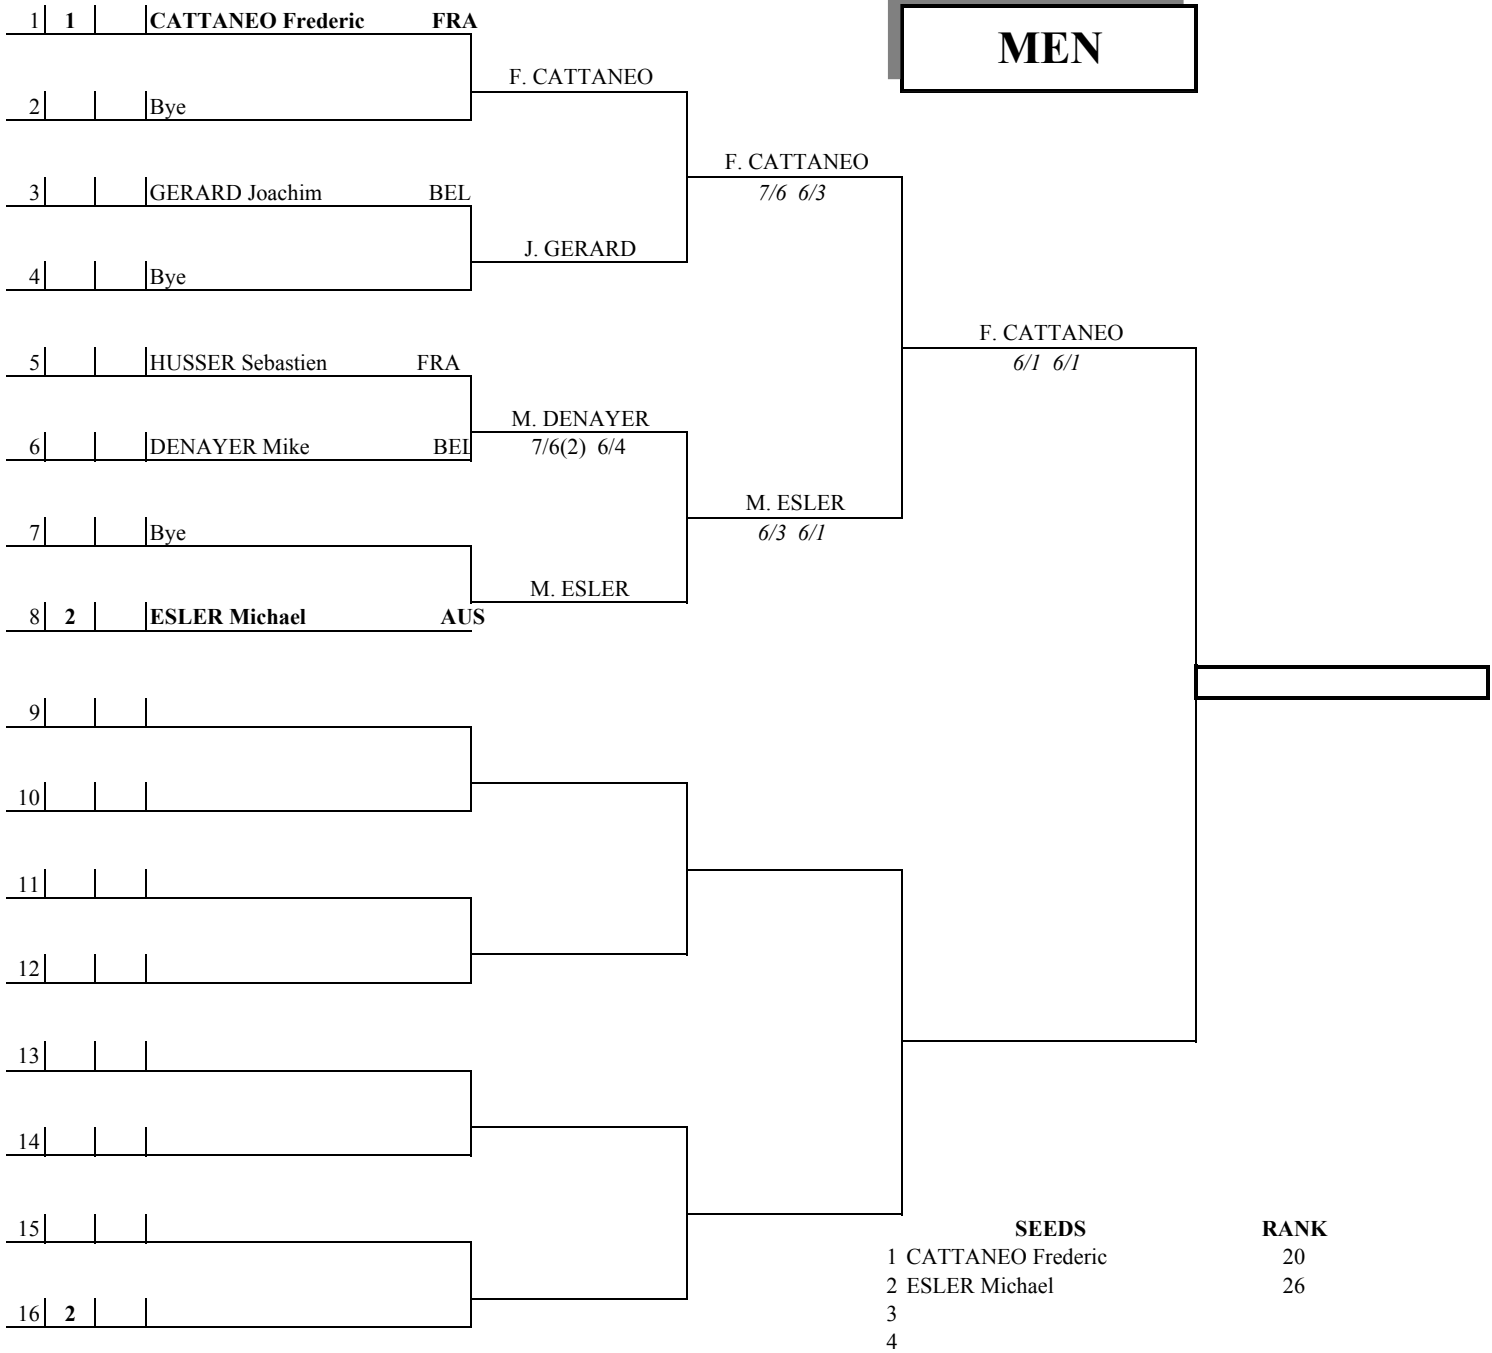 1 1 CATTANEO Frederic FRA
MEN
F. CATTANEO
2 Bye
F. CATTANEO
3 GERARD Joachim BEL
7/6 6/3
J. GERARD
4 Bye
F. CATTANEO
5 HUSSER Sebastien FRA
6/1 6/1
M. DENAYER
6 DENAYER Mike BEL
7/6(2) 6/4
M. ESLER
7 Bye
6/3 6/1
M. ESLER
8 2 ESLER Michael AUS
9
10
11
12
13
14
15
SEEDS RANK
1 CATTANEO Frederic 20
2 ESLER Michael 26
16 2
3
4